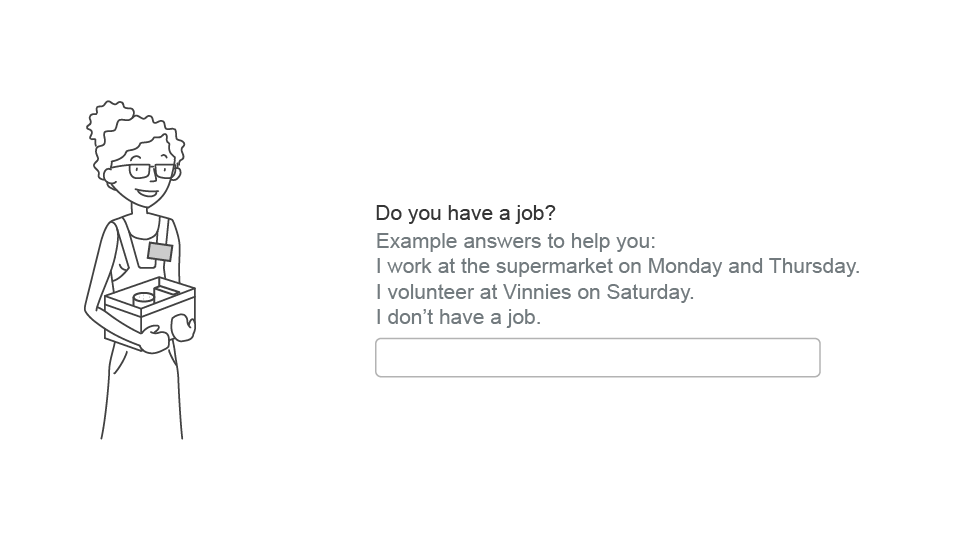 Do you have a job?
Example answers to help you:
I work at the supermarket on Monday and Thursday.
I volunteer at Vinnies on Saturday.
I don’t have a job.